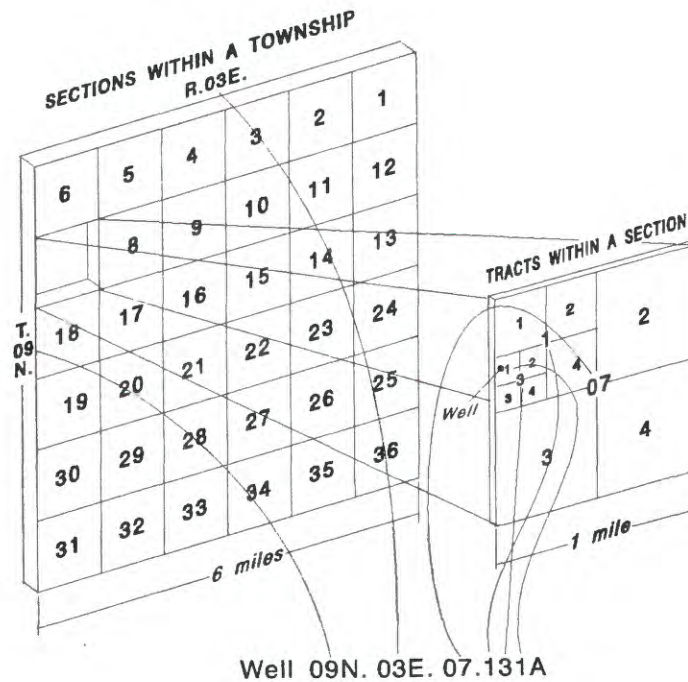 SECTIONS WITHIN A TOWNSHIP
R.03E.
6 5 4 3 2 1
8 9 10 11 12
18 17 16 15 14 13
19 20 21 22 23 24
30 29 28 27 26 25
31 32 33 34 35 36
T.
09
N.
6 miles
TRACTS WITHIN A SECTION
1 2 2
1
1 2 4
3 07
3 4
Well
3 4
1 mile
Well 09N. 03E. 07.131A